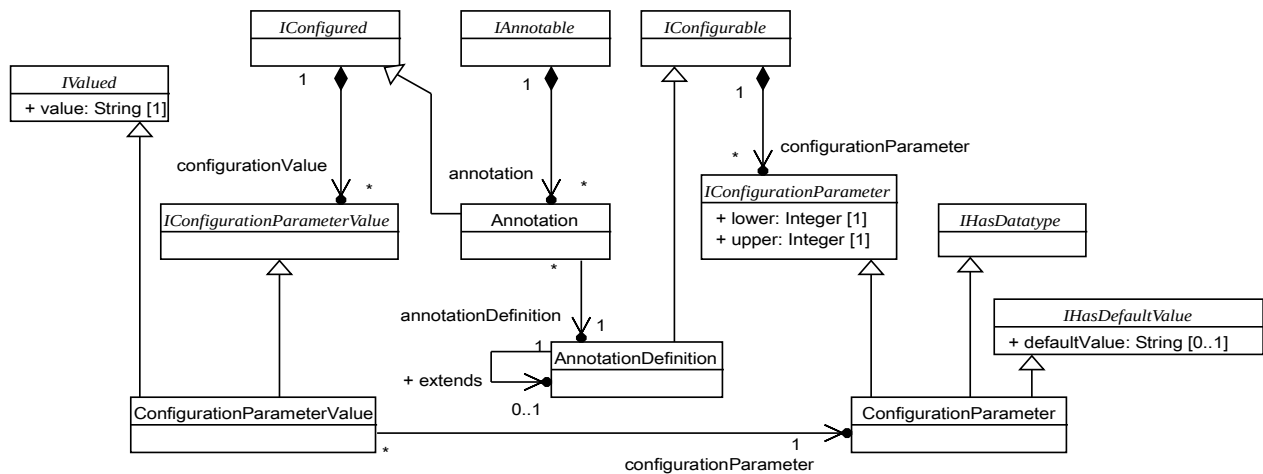 IConfigured
IAnnotable
IConfigurable
IValued
+ value: String [1]
1
1
1
configurationValue
annotation
configurationParameter
*
*
*
IConfigurationParameterValue
Annotation
IConfigurationParameter
+ lower: Integer [1]
+ upper: Integer [1]
IHasDatatype
*
annotationDefinition
1
IHasDefaultValue
+ defaultValue: String [0..1]
1
AnnotationDefinition
+ extends
0..1
ConfigurationParameterValue
ConfigurationParameter
*
1
configurationParameter